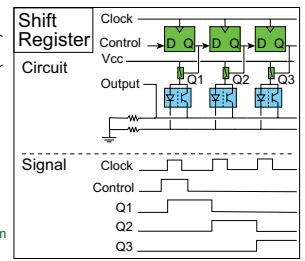 Shift
Register
Clock
Control
D Q D Q D Q
Vcc
Circuit
Q1 Q2 Q3
Output
Signal
Clock
Control
Q1
Q2
Q3
m